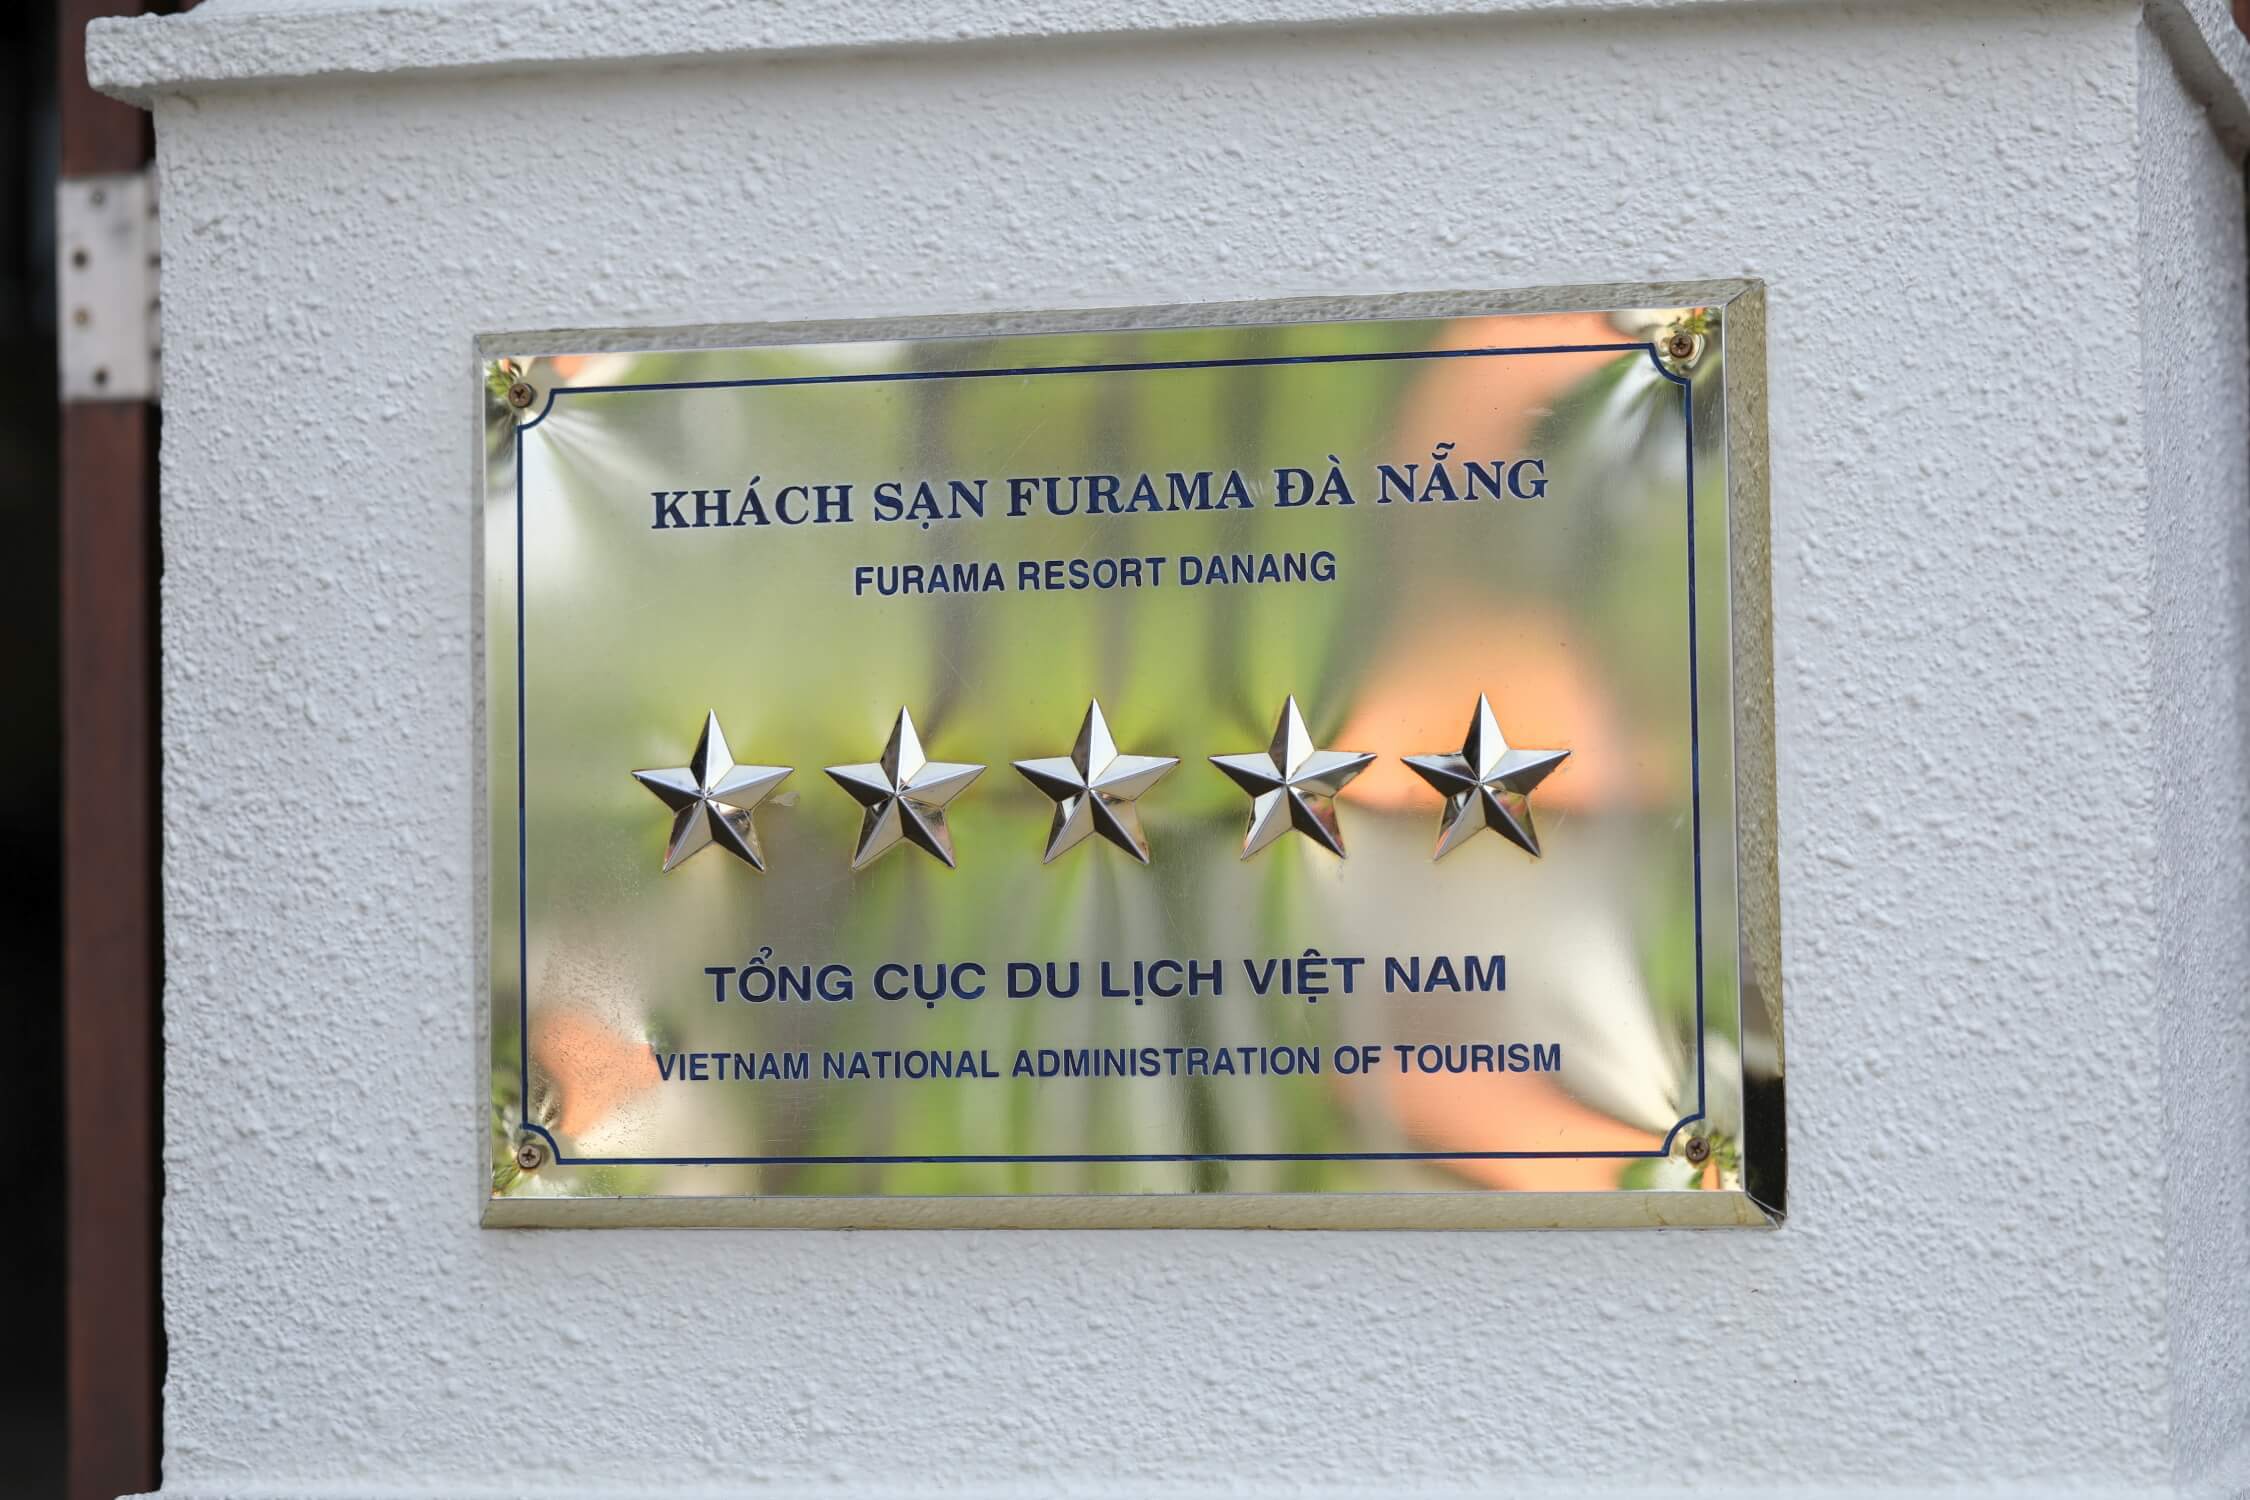 KHÁCH SẠN FURAMA ĐÀ NẴNG
FURAMA RESORT DANANG
TỔNG CỤC DU LỊCH VIỆT NAM
VIETNAM NATIONAL ADMINISTRATION OF TOURISM